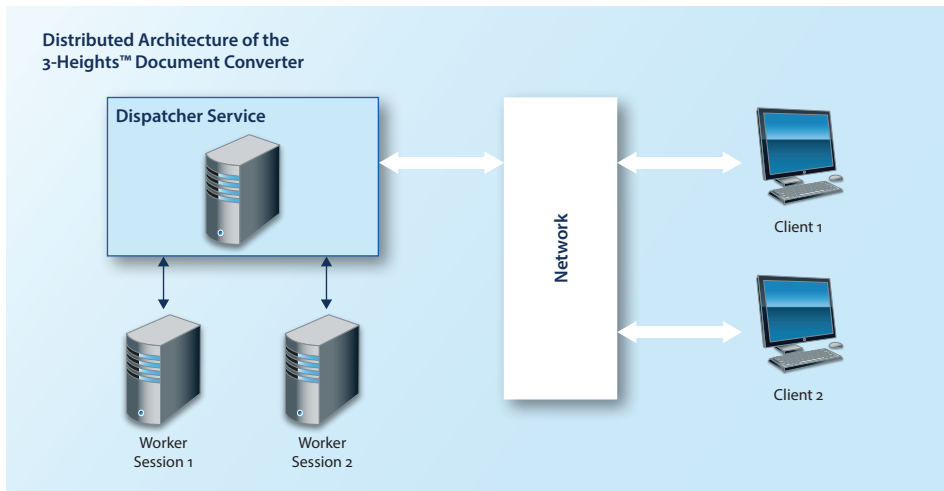 Distributed Architecture of the
3-Heights™ Document Converter
Dispatcher Service
Network
Client 1
Client 2
Worker
Session 1
Worker
Session 2